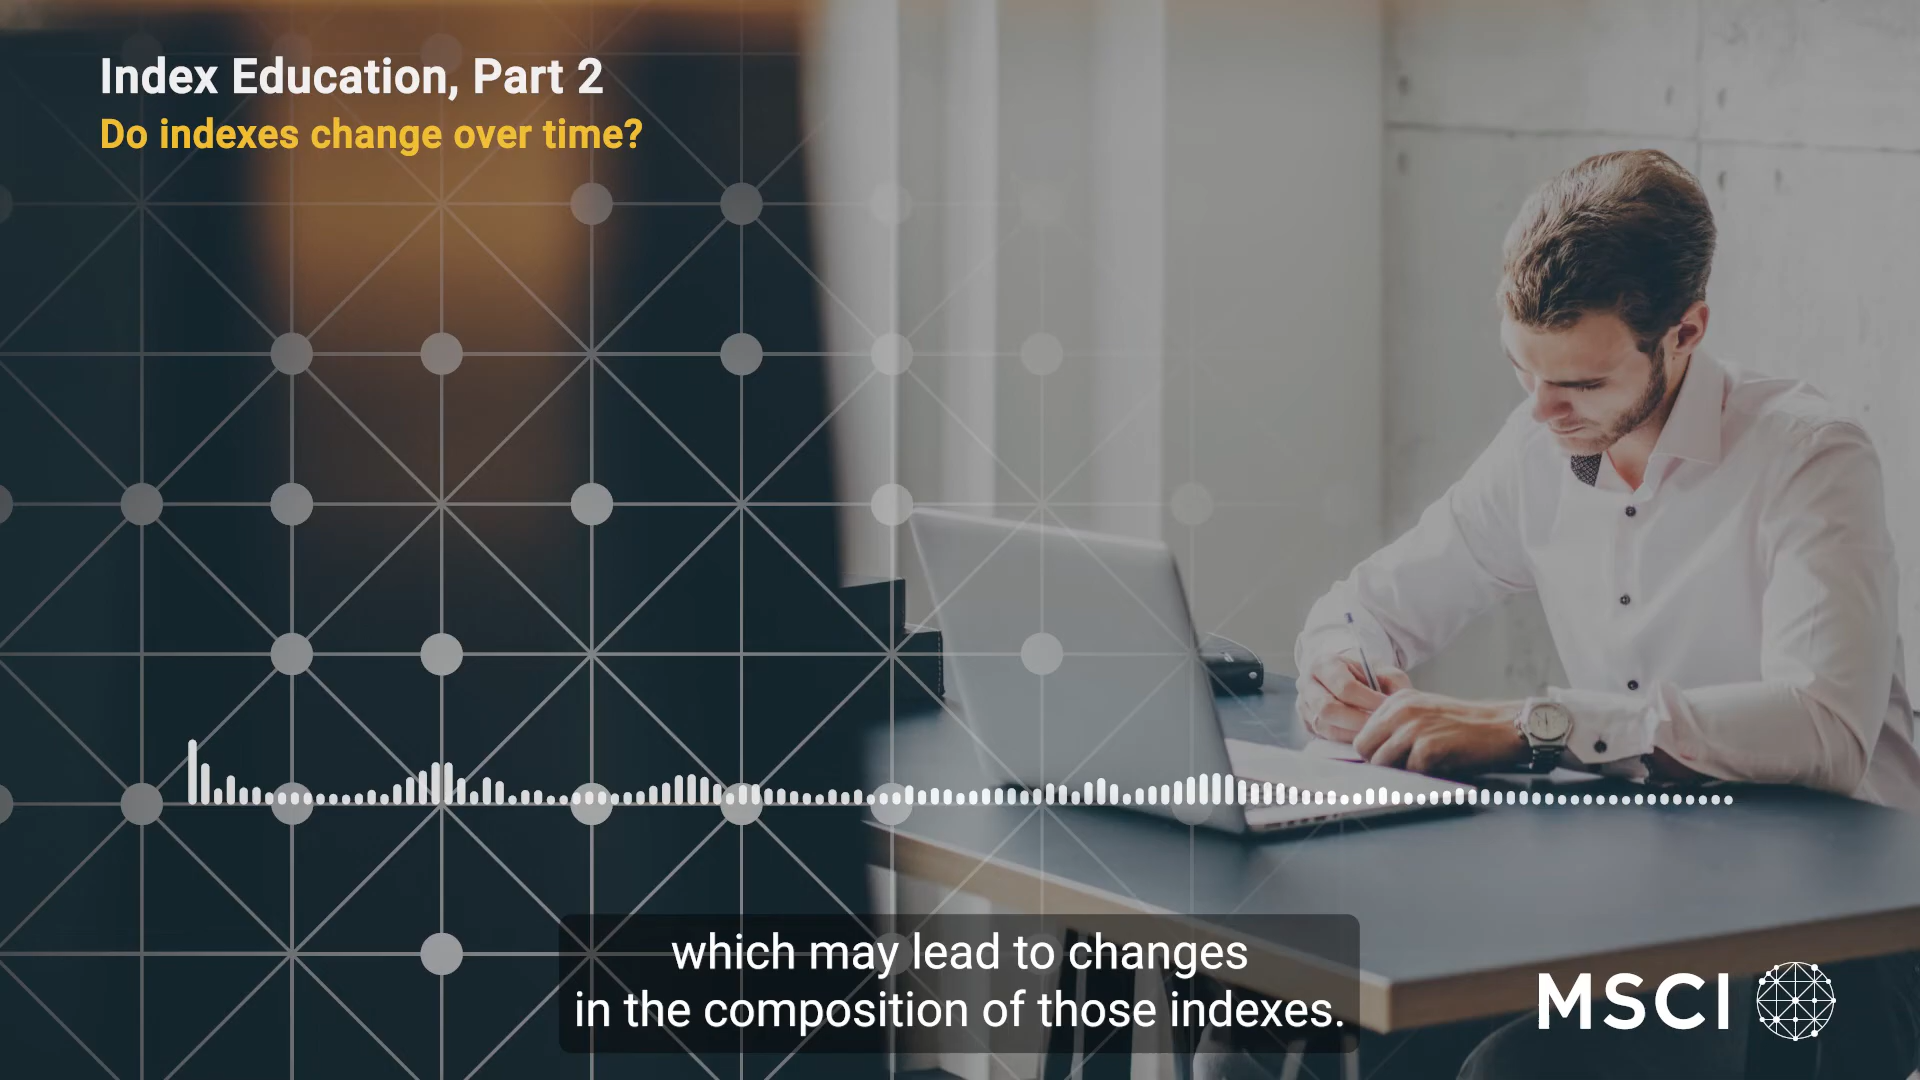 Index Education, Part 2
Do indexes change over time?
which may lead to changes
in the composition of those indexes.
MSCI